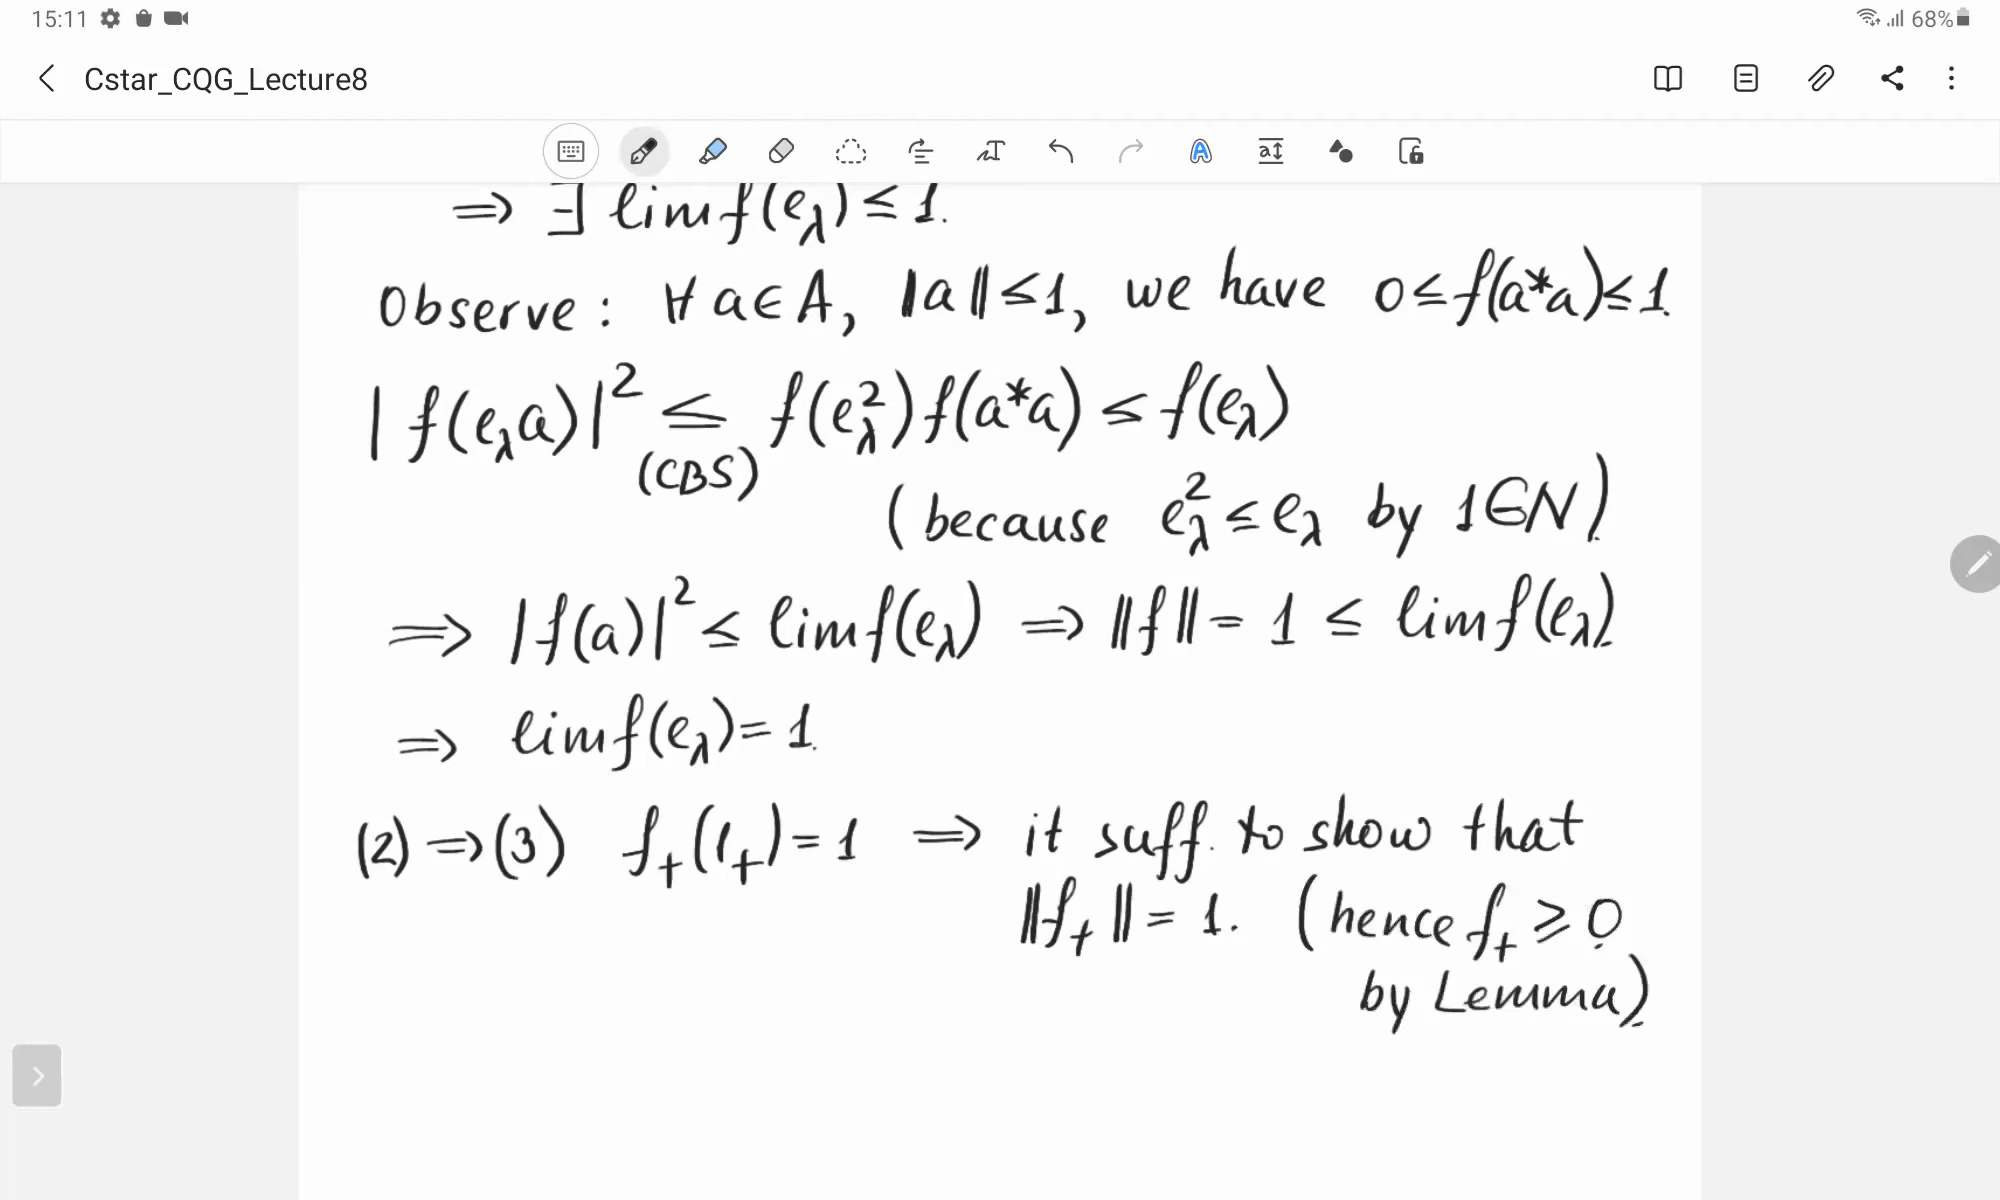 15:11
68%
Cstar_CQG_Lecture8
⇒ ∃ lim f(e_λ) ≤ 1.
Observe: ∀ a∈A, ‖a‖≤1, we have 0≤f(a*a)≤1
|f(e_λ a)|² ≤ f(e_λ²) f(a*a) ≤ f(e_λ)
(CBS)
(because e_λ² ≤ e_λ by 1GN)
⇒ |f(a)|² ≤ lim f(e_λ) ⇒ ‖f‖ = 1 ≤ lim f(e_λ).
⇒ lim f(e_λ) = 1.
(2) ⇒ (3) f₊(1₊) = 1 ⇒ it suff. to show that
‖f₊‖ = 1. (hence f₊ ⩾ 0
by Lemma).